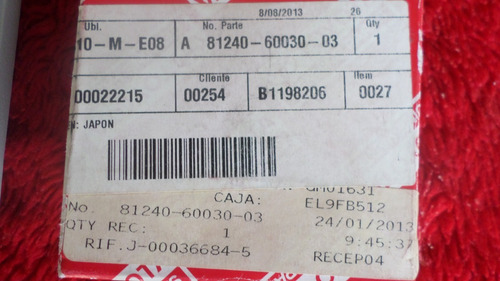 8/08/2013 26
Ubi. No. Parte Qty
10-M-E08 A 81240-60030-03 1
Cliente Item
00022215 00254 B1198206 0027
N: JAPON
CAJA: EL9FB512
No. 81240-60030-03 24/01/2013
QTY REC: 1 9:45:37
RIF.J-00036684-5 RECEP04